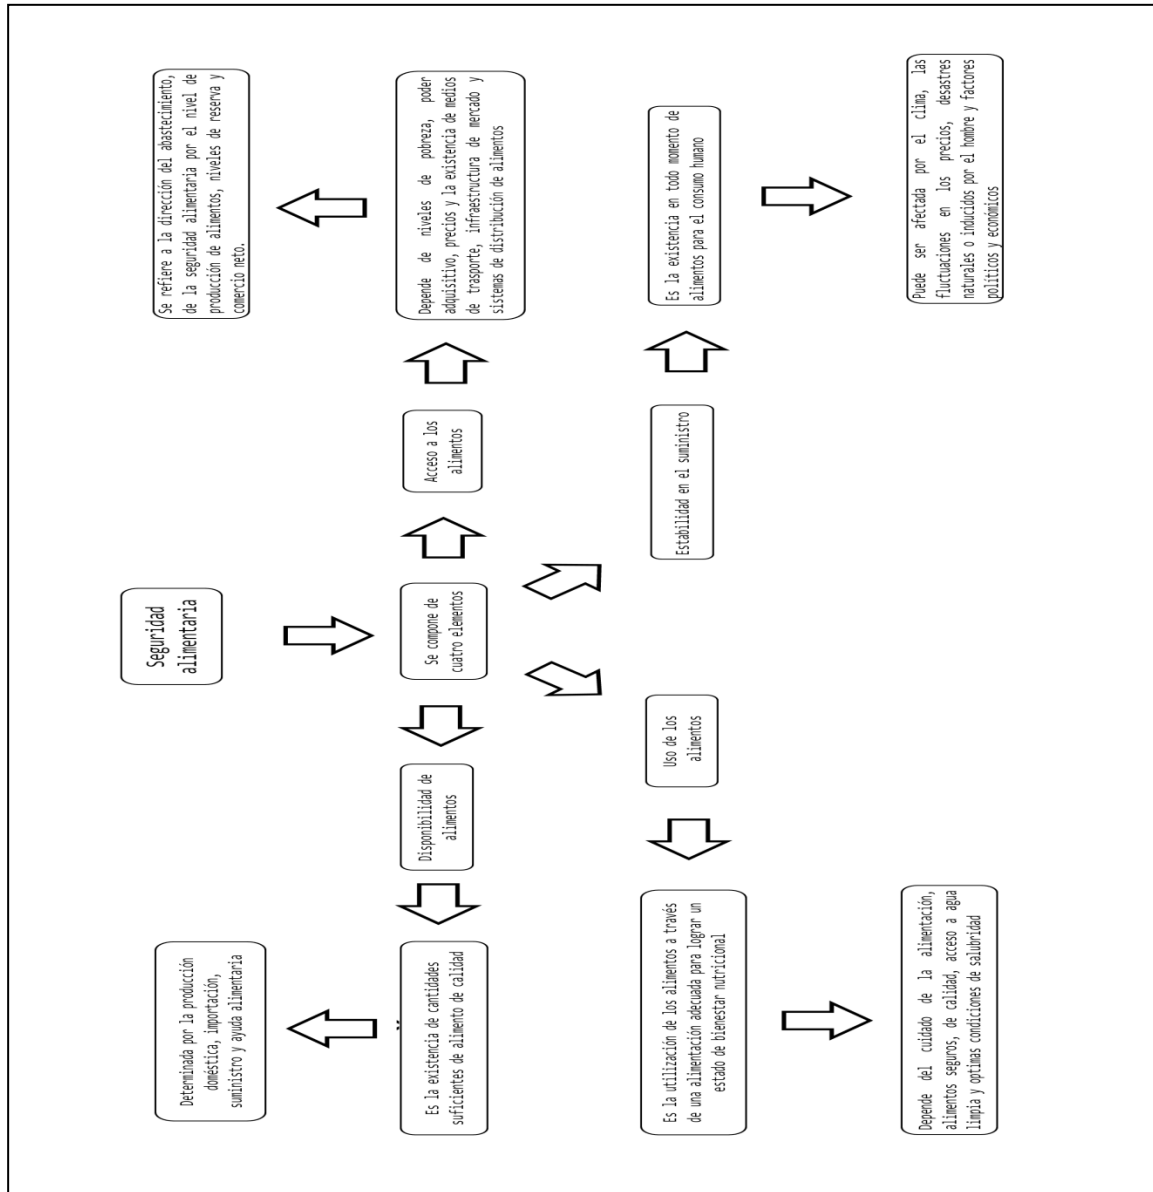 Seguridad
alimentaria
Se compone de
cuatro elementos
Disponibilidad de
alimentos
Es la existencia de cantidades
suficientes de alimento de calidad
Determinada por la producción
doméstica, importación,
suministro y ayuda alimentaria
Acceso a los
alimentos
Depende de niveles de pobreza, poder
adquisitivo, precios y la existencia de medios
de trasporte, infraestructura de mercado y
sistemas de distribución de alimentos
Se refiere a la dirección del abastecimiento,
de la seguridad alimentaria por el nivel de
producción de alimentos, niveles de reserva y
comercio neto.
Uso de los
alimentos
Es la utilización de los alimentos a través
de una alimentación adecuada para lograr un
estado de bienestar nutricional
Depende del cuidado de la alimentación,
alimentos seguros, de calidad, acceso a agua
limpia y optimas condiciones de salubridad
Estabilidad en el suministro
Es la existencia en todo momento de
alimentos para el consumo humano
Puede ser afectada por el clima, las
fluctuaciones en los precios, desastres
naturales o inducidos por el hombre y factores
políticos y económicos